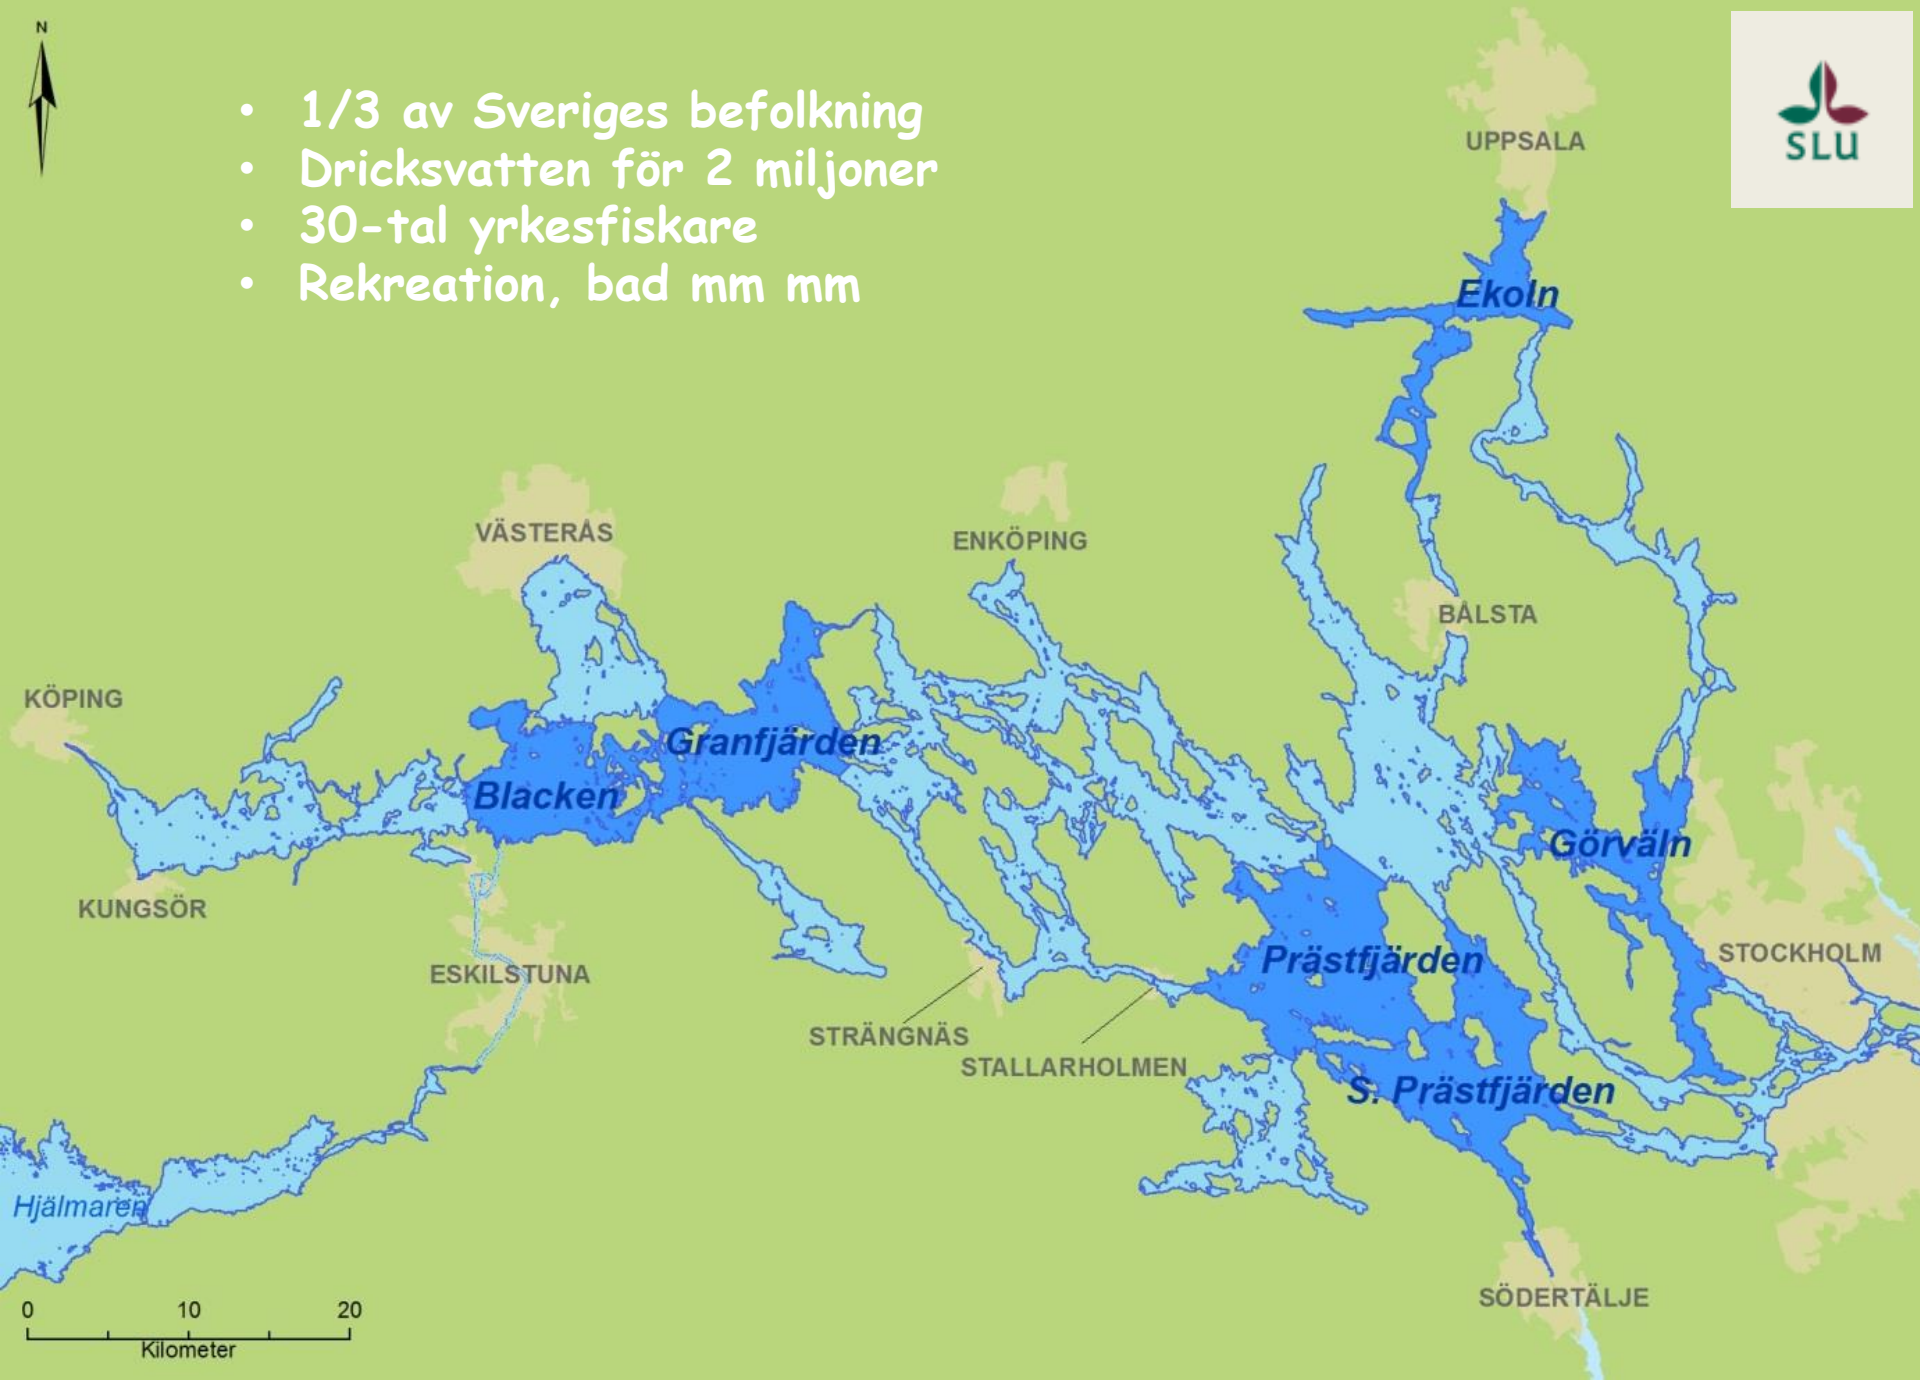 N
• 1/3 av Sveriges befolkning
• Dricksvatten för 2 miljoner
• 30-tal yrkesfiskare
• Rekreation, bad mm mm
SLU
UPPSALA
Ekoln
VÄSTERÅS
ENKÖPING
BÅLSTA
KÖPING
Granfjärden
Blacken
Görväln
KUNGSÖR
ESKILSTUNA
Prästfjärden
STOCKHOLM
STRÄNGNÄS
STALLARHOLMEN
S. Prästfjärden
Hjälmaren
SÖDERTÄLJE
0 10 20
Kilometer